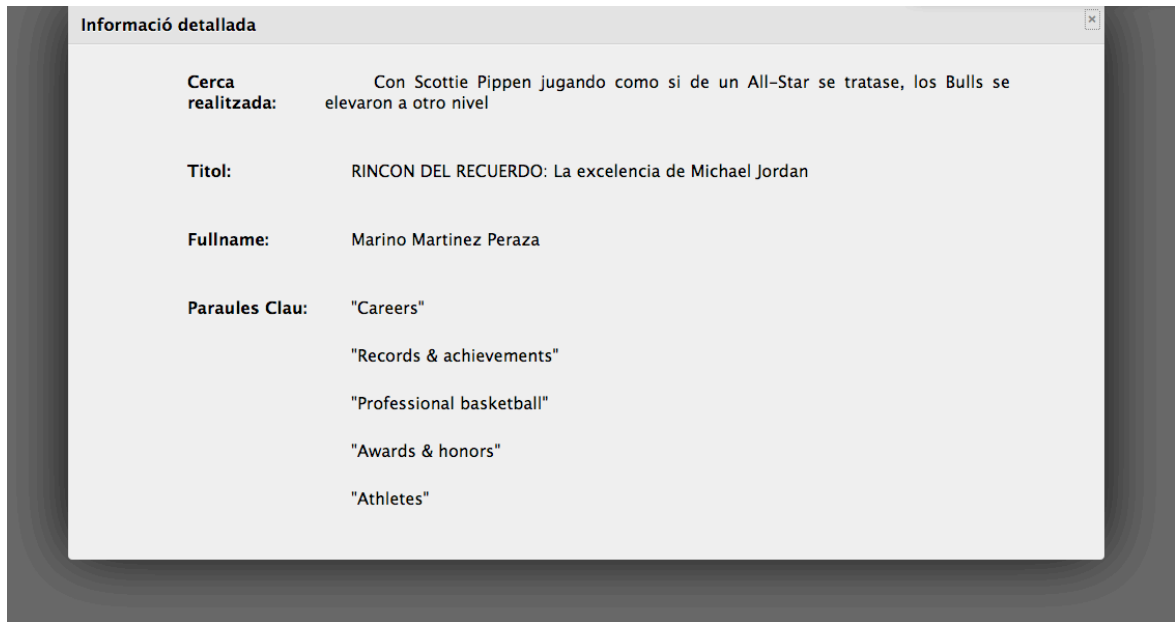 Informació detallada
Cerca realitzada: Con Scottie Pippen jugando como si de un All-Star se tratase, los Bulls se
elevaron a otro nivel
Titol: RINCON DEL RECUERDO: La excelencia de Michael Jordan
Fullname: Marino Martinez Peraza
Paraules Clau: "Careers"
"Records & achievements"
"Professional basketball"
"Awards & honors"
"Athletes"